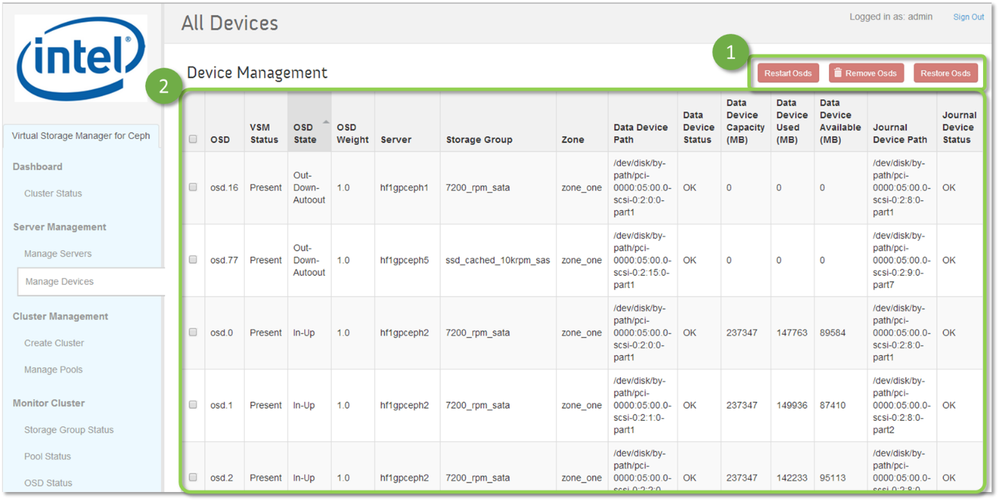 intel®
All Devices
Logged in as: admin
Sign Out
1
Device Management
Restart Osds
Remove Osds
Restore Osds
2
Virtual Storage Manager for Ceph
Dashboard
Cluster Status
Server Management
Manage Servers
Manage Devices
Cluster Management
Create Cluster
Manage Pools
Monitor Cluster
Storage Group Status
Pool Status
OSD Status
OSD
VSM
Status
OSD
State
OSD
Weight
Server
Storage Group
Zone
Data Device
Path
Data
Device
Status
Data
Device
Capacity
(MB)
Data
Device
Used
(MB)
Data
Device
Available
(MB)
Journal
Device Path
Journal
Device
Status
osd.16
Present
Out-
Down-
Autoout
1.0
hf1gpceph1
7200_rpm_sata
zone_one
/dev/disk/by-
path/pci-
0000:05:00.0-
scsi-0:2:0:0-
part1
OK
0
0
0
/dev/disk/by-
path/pci-
0000:05:00.0-
scsi-0:2:8:0-
part1
OK
osd.77
Present
Out-
Down-
Autoout
1.0
hf1gpceph5
ssd_cached_10krpm_sas
zone_one
/dev/disk/by-
path/pci-
0000:05:00.0-
scsi-0:2:15:0-
part1
OK
0
0
0
/dev/disk/by-
path/pci-
0000:05:00.0-
scsi-0:2:9:0-
part7
OK
osd.0
Present
In-Up
1.0
hf1gpceph2
7200_rpm_sata
zone_one
/dev/disk/by-
path/pci-
0000:05:00.0-
scsi-0:2:0:0-
part1
OK
237347
147763
89584
/dev/disk/by-
path/pci-
0000:05:00.0-
scsi-0:2:8:0-
part1
OK
osd.1
Present
In-Up
1.0
hf1gpceph2
7200_rpm_sata
zone_one
/dev/disk/by-
path/pci-
0000:05:00.0-
scsi-0:2:1:0-
part1
OK
237347
149936
87410
/dev/disk/by-
path/pci-
0000:05:00.0-
scsi-0:2:8:0-
part2
OK
osd.2
Present
In-Up
1.0
hf1gpceph2
7200_rpm_sata
zone_one
/dev/disk/by-
path/pci-
0000:05:00.0-
scsi-0:2:2:0-
OK
237347
142233
95113
/dev/disk/by-
path/pci-
0000:05:00.0-
scsi-0:2:8:0-
OK